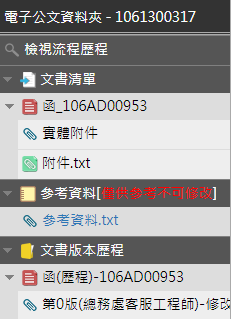 電子公文資料夾 - 1061300317
檢視流程歷程
文書清單
函_106AD00953
實體附件
附件.txt
參考資料[僅供參考不可修改]
參考資料.txt
文書版本歷程
函(歷程)-106AD00953
第0版(總務處客服工程師)-修改